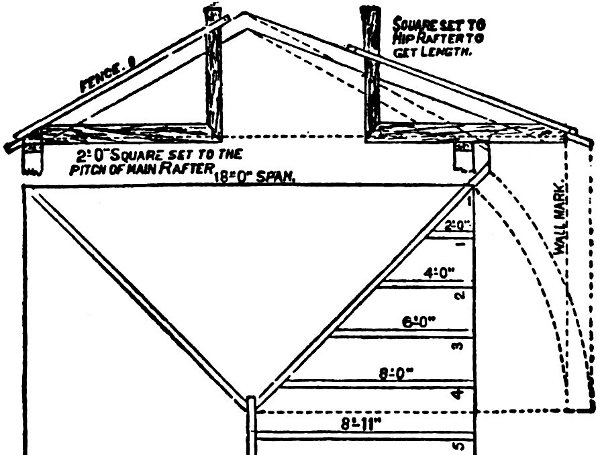 SQUARE SET TO
HIP RAFTER TO
GET LENGTH.
FENCE.
2'-0" SQUARE SET TO THE
PITCH OF MAIN RAFTER
18'-0" SPAN.
WALL MARK.
2'-0"
1
4'-0"
2
6'-0"
3
8'-0"
4
8'-11"
5